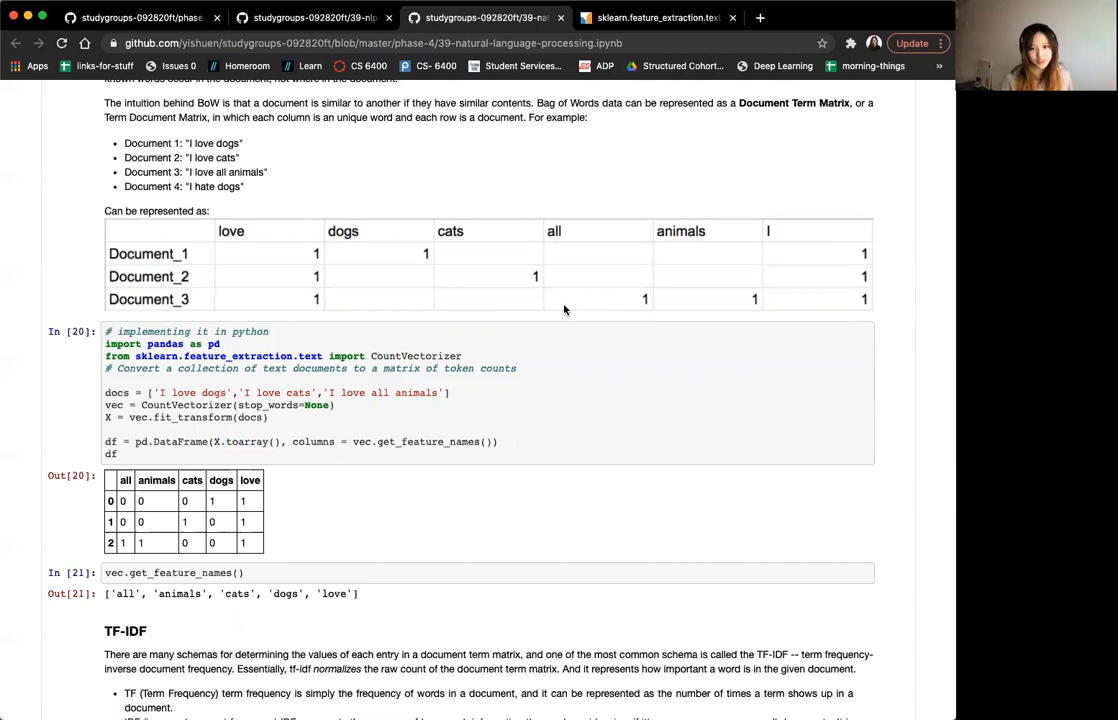 studygroups-092820ft/phase-
studygroups-092820ft/39-nlp
studygroups-092820ft/39-nat
sklearn.feature_extraction.text
github.com/yishuen/studygroups-092820ft/blob/master/phase-4/39-natural-language-processing.ipynb
Update
Apps links-for-stuff Issues 0 Homeroom Learn CS 6400 CS- 6400 Student Services... ADP Structured Cohort... Deep Learning morning-things »
known words occur in the document, not where in the document.
The intuition behind BoW is that a document is similar to another if they have similar contents. Bag of Words data can be represented as a Document Term Matrix, or a
Term Document Matrix, in which each column is an unique word and each row is a document. For example:
• Document 1: "I love dogs"
• Document 2: "I love cats"
• Document 3: "I love all animals"
• Document 4: "I hate dogs"
Can be represented as:
love dogs cats all animals I
Document_1 1 1 1
Document_2 1 1 1
Document_3 1 1 1 1
In [20]: # implementing it in python
import pandas as pd
from sklearn.feature_extraction.text import CountVectorizer
# Convert a collection of text documents to a matrix of token counts
docs = ['I love dogs','I love cats','I love all animals']
vec = CountVectorizer(stop_words=None)
X = vec.fit_transform(docs)
df = pd.DataFrame(X.toarray(), columns = vec.get_feature_names())
df
Out[20]:
all animals cats dogs love
0 0 0 0 1 1
1 0 0 1 0 1
2 1 1 0 0 1
In [21]: vec.get_feature_names()
Out[21]: ['all', 'animals', 'cats', 'dogs', 'love']
TF-IDF
There are many schemas for determining the values of each entry in a document term matrix, and one of the most common schema is called the TF-IDF -- term frequency-
inverse document frequency. Essentially, tf-idf normalizes the raw count of the document term matrix. And it represents how important a word is in the given document.
• TF (Term Frequency) term frequency is simply the frequency of words in a document, and it can be represented as the number of times a term shows up in a
document.